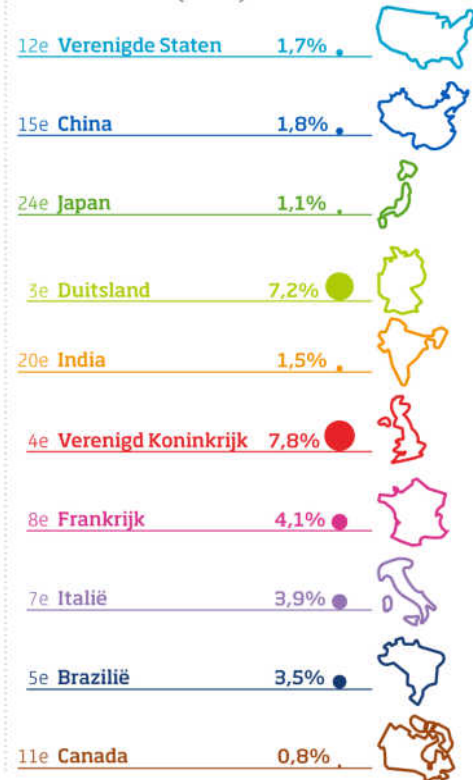 12e Verenigde Staten 1,7%
15e China 1,8%
24e Japan 1,1%
3e Duitsland 7,2%
20e India 1,5%
4e Verenigd Koninkrijk 7,8%
8e Frankrijk 4,1%
7e Italië 3,9%
5e Brazilië 3,5%
11e Canada 0,8%